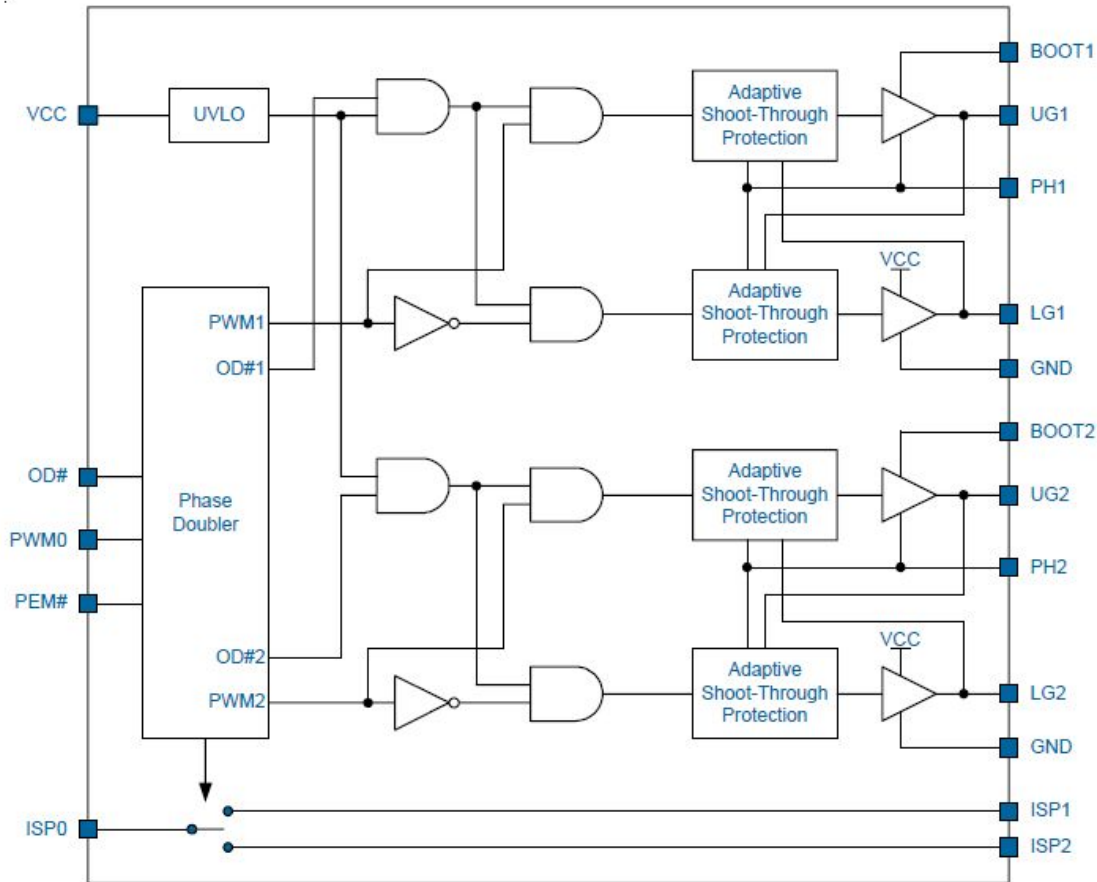 BOOT1
VCC
UVLO
Adaptive
Shoot-Through
Protection
UG1
PH1
VCC
PWM1
Adaptive
Shoot-Through
Protection
LG1
OD#1
GND
BOOT2
OD#
Phase
Doubler
Adaptive
Shoot-Through
Protection
UG2
PWM0
PH2
PEM#
VCC
OD#2
Adaptive
Shoot-Through
Protection
PWM2
LG2
GND
ISP0
ISP1
ISP2